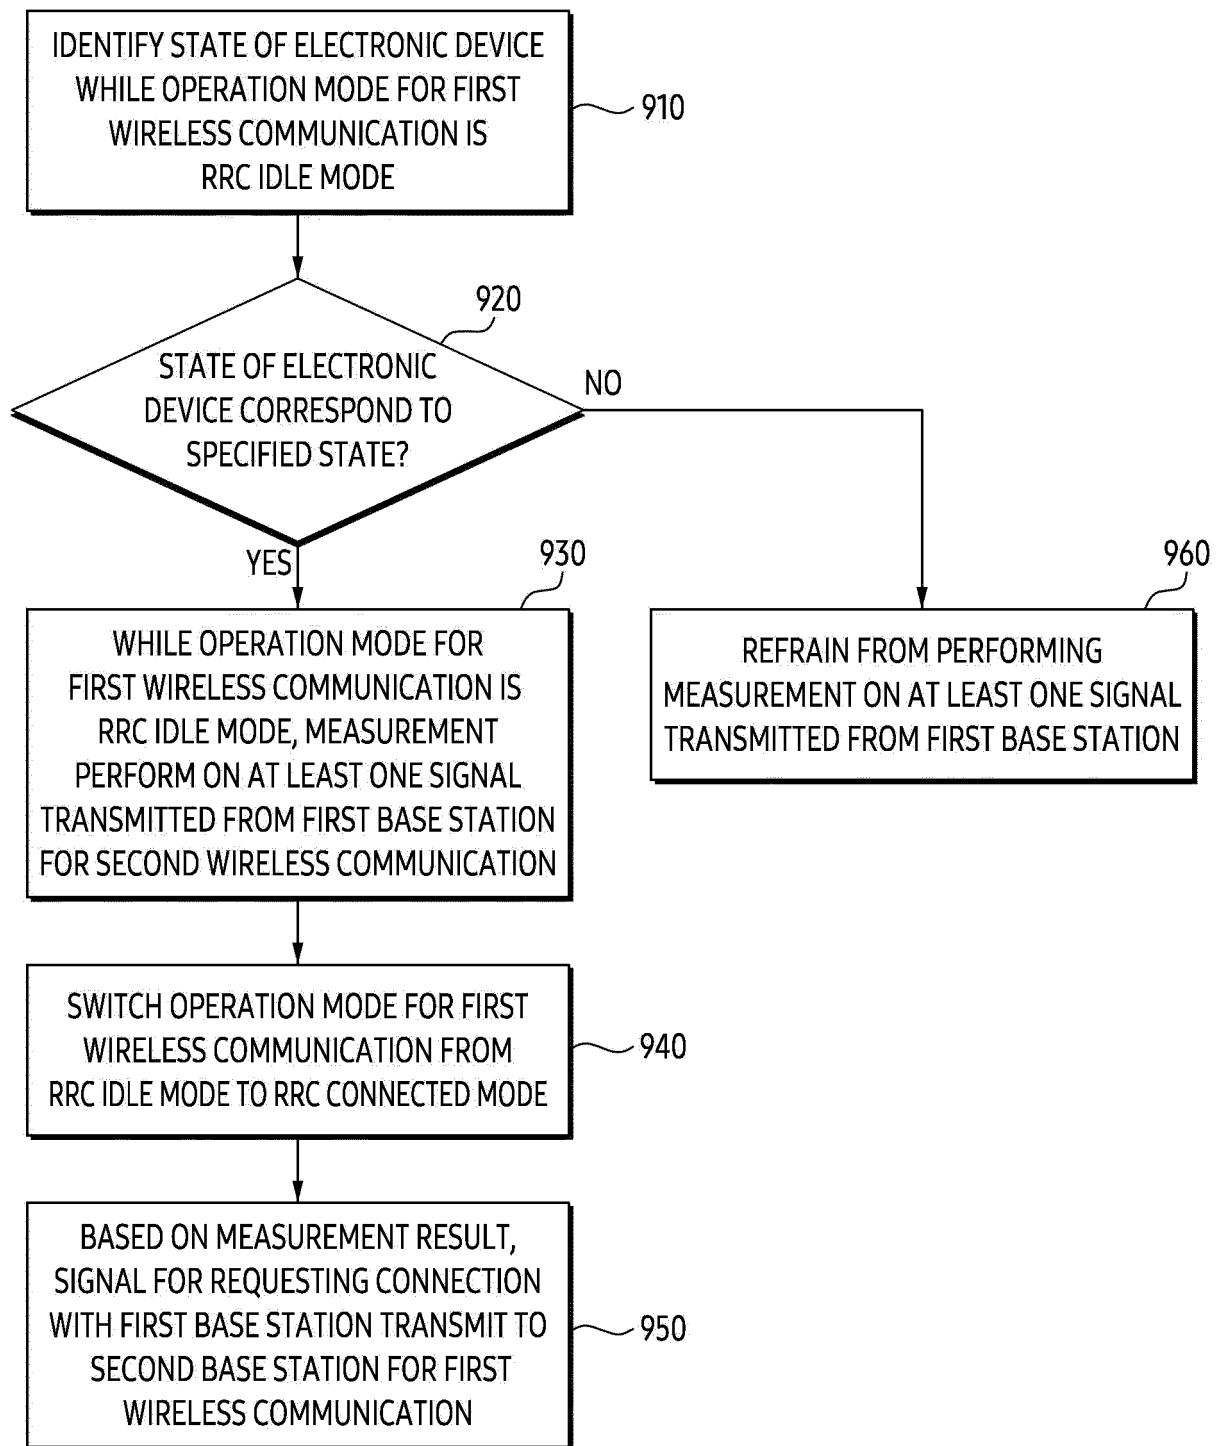 IDENTIFY STATE OF ELECTRONIC DEVICE
WHILE OPERATION MODE FOR FIRST
WIRELESS COMMUNICATION IS
RRC IDLE MODE
910
920
STATE OF ELECTRONIC
DEVICE CORRESPOND TO
SPECIFIED STATE?
NO
YES
930
WHILE OPERATION MODE FOR
FIRST WIRELESS COMMUNICATION IS
RRC IDLE MODE, MEASUREMENT
PERFORM ON AT LEAST ONE SIGNAL
TRANSMITTED FROM FIRST BASE STATION
FOR SECOND WIRELESS COMMUNICATION
960
REFRAIN FROM PERFORMING
MEASUREMENT ON AT LEAST ONE SIGNAL
TRANSMITTED FROM FIRST BASE STATION
SWITCH OPERATION MODE FOR FIRST
WIRELESS COMMUNICATION FROM
RRC IDLE MODE TO RRC CONNECTED MODE
940
BASED ON MEASUREMENT RESULT,
SIGNAL FOR REQUESTING CONNECTION
WITH FIRST BASE STATION TRANSMIT TO
SECOND BASE STATION FOR FIRST
WIRELESS COMMUNICATION
950